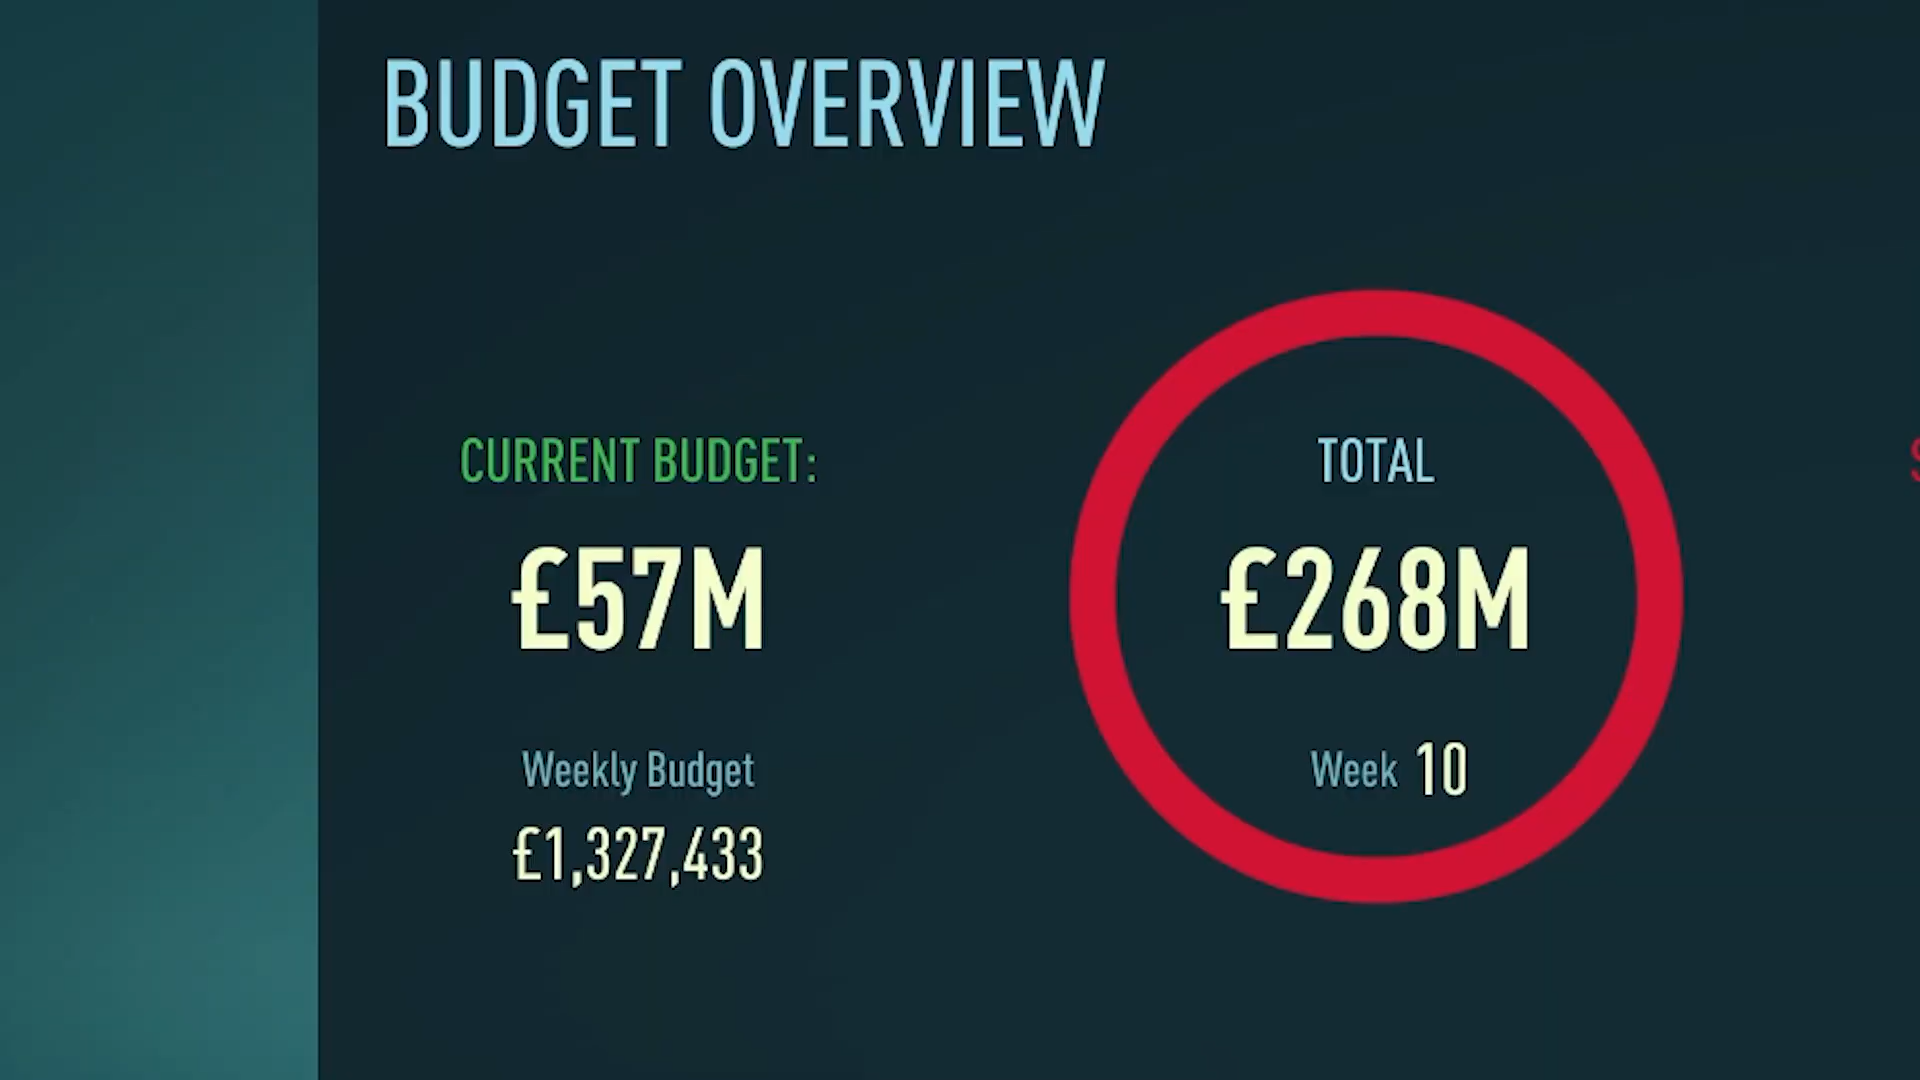 BUDGET OVERVIEW
CURRENT BUDGET:
£57M
Weekly Budget
£1,327,433
TOTAL
£268M
Week 10